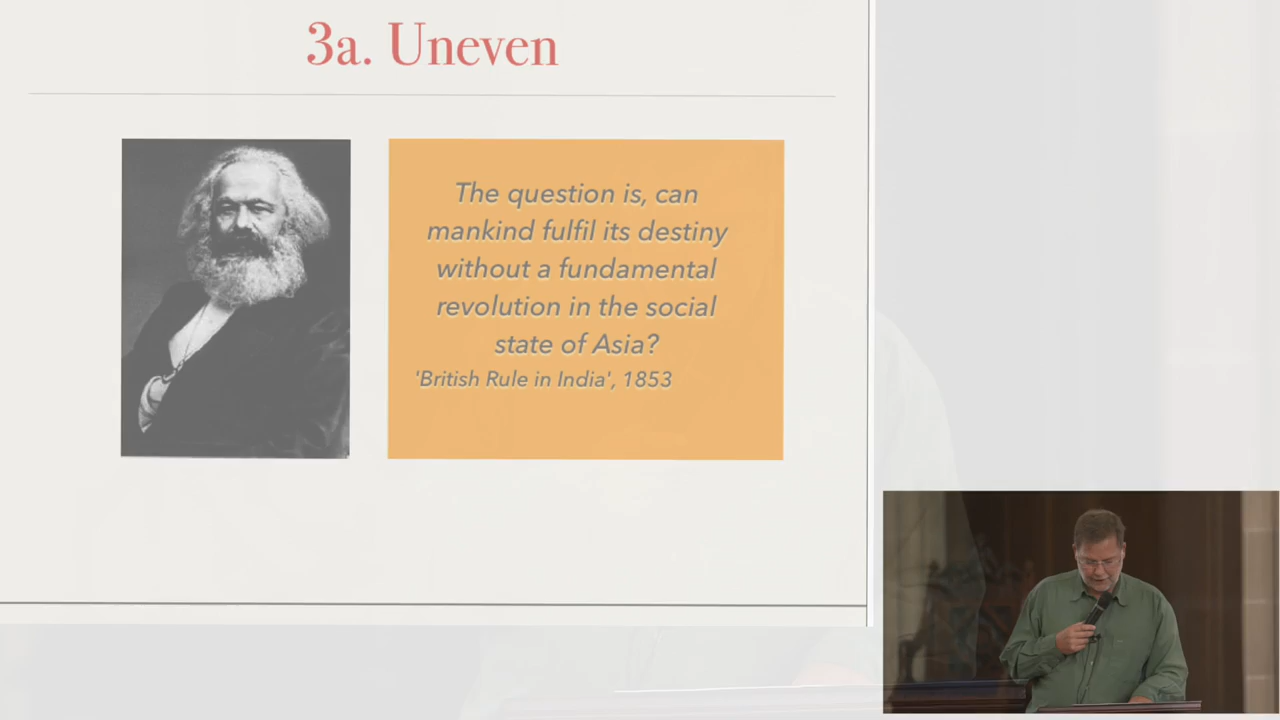 3a. Uneven
The question is, can
mankind fulfil its destiny
without a fundamental
revolution in the social
state of Asia?
'British Rule in India', 1853